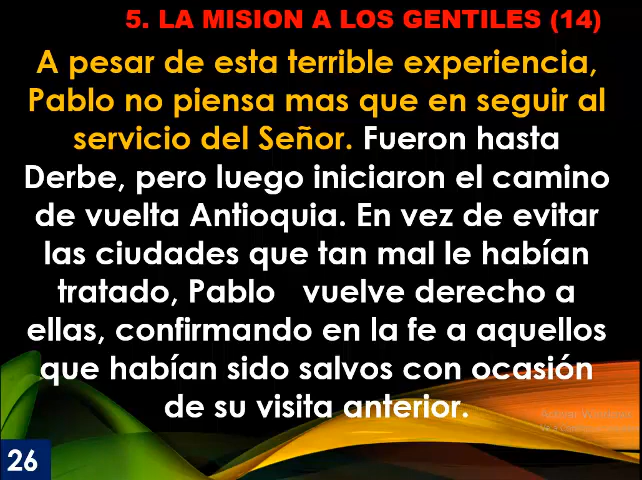 5. LA MISION A LOS GENTILES (14)
A pesar de esta terrible experiencia,
Pablo no piensa mas que en seguir al
servicio del Señor. Fueron hasta
Derbe, pero luego iniciaron el camino
de vuelta Antioquia. En vez de evitar
las ciudades que tan mal le habían
tratado, Pablo vuelve derecho a
ellas, confirmando en la fe a aquellos
que habían sido salvos con ocasión
de su visita anterior.
26